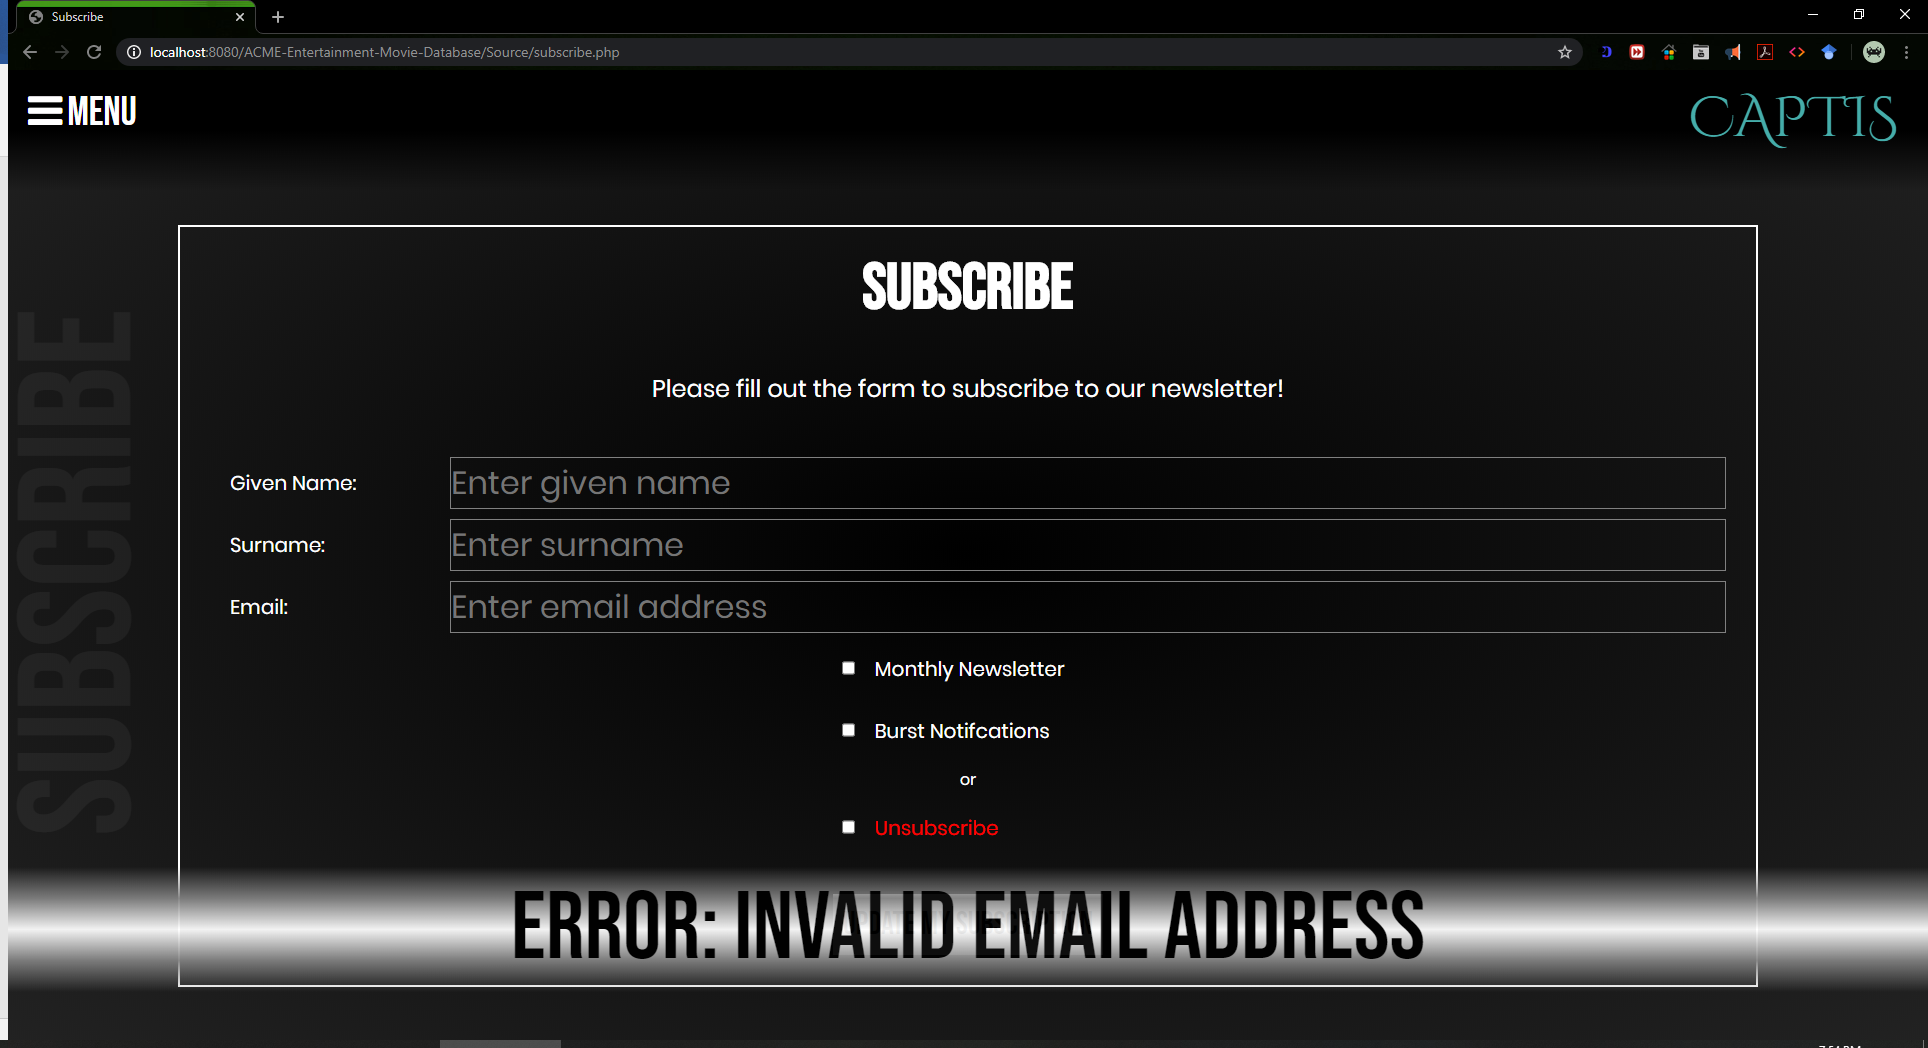 Subscribe
localhost:8080/ACME-Entertainment-Movie-Database/Source/subscribe.php
MENU
CAPTIS
SUBSCRIBE
SUBSCRIBE
Please fill out the form to subscribe to our newsletter!
Given Name: Enter given name
Surname: Enter surname
Email: Enter email address
Monthly Newsletter
Burst Notifcations
or
Unsubscribe
ERROR: INVALID EMAIL ADDRESS